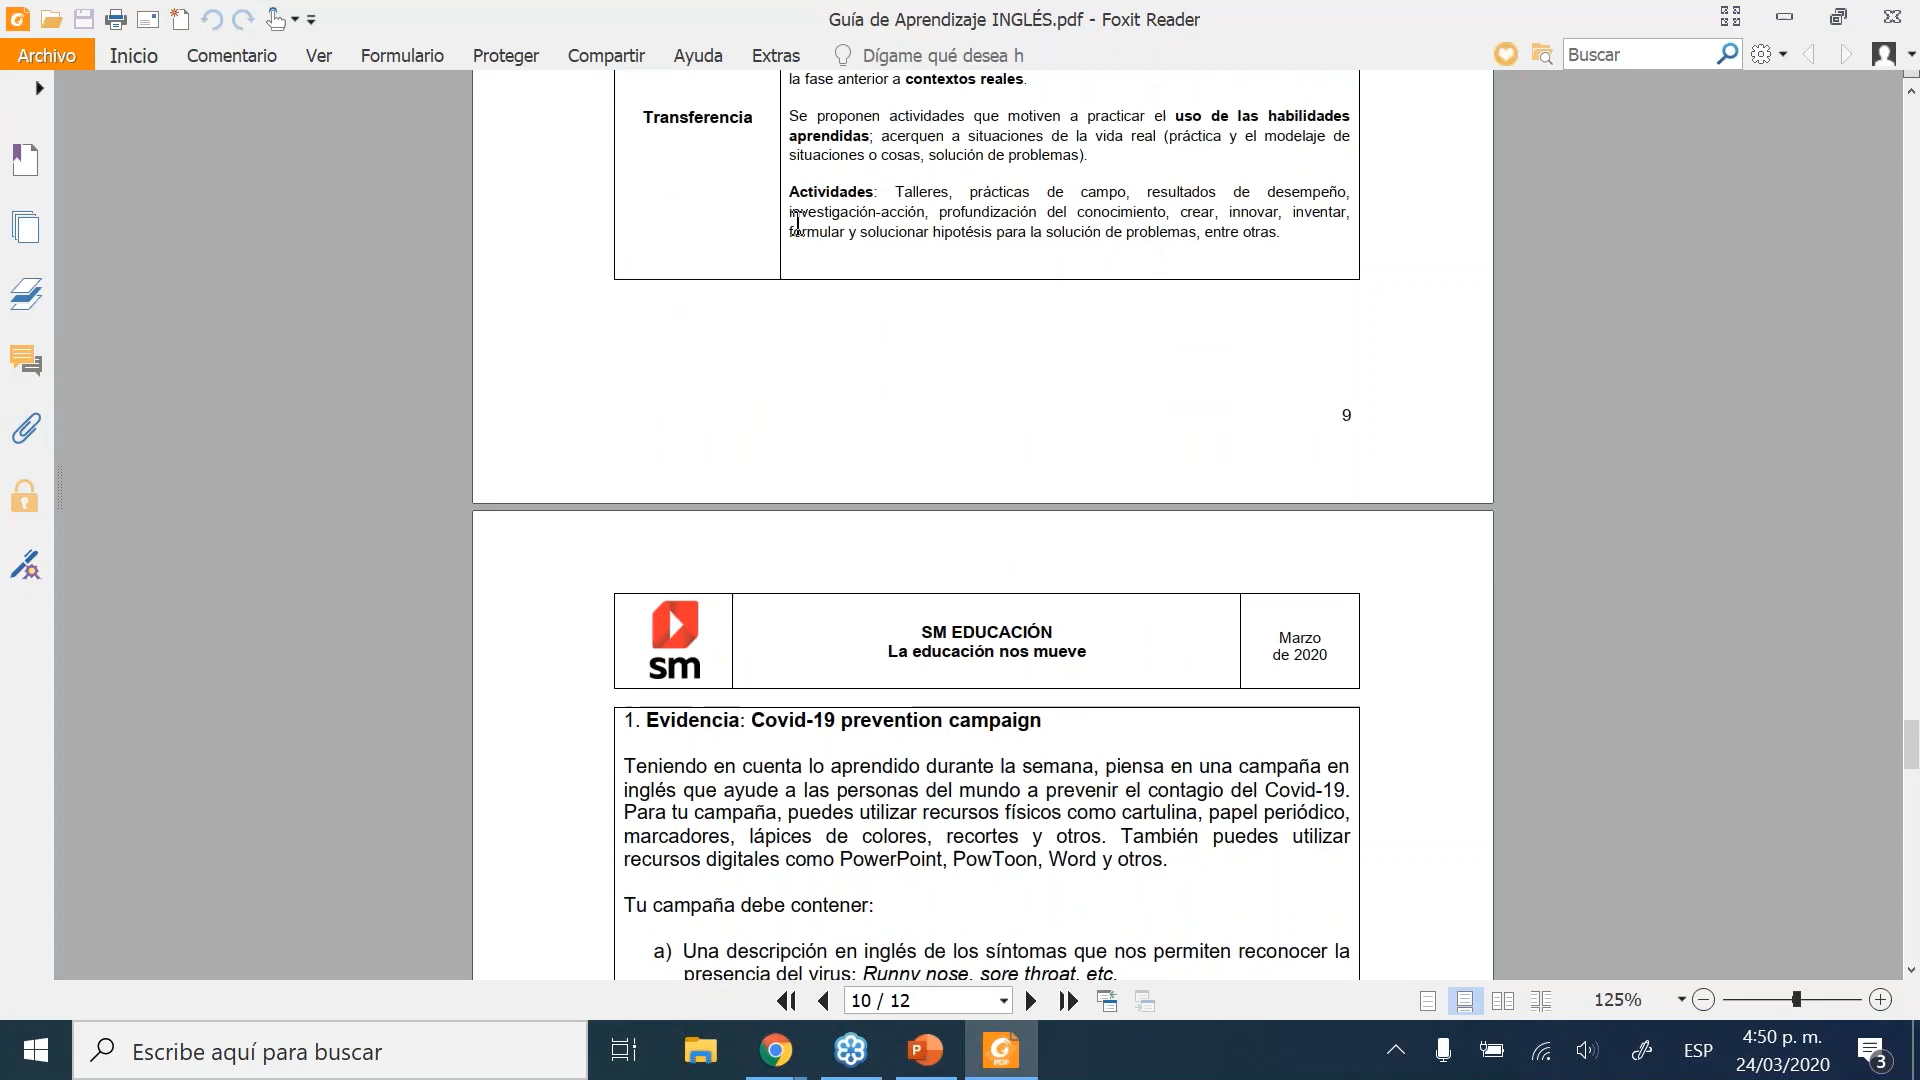 Guía de Aprendizaje INGLÉS.pdf - Foxit Reader
Archivo Inicio Comentario Ver Formulario Proteger Compartir Ayuda Extras Dígame qué desea h Buscar
la fase anterior a contextos reales.
Transferencia
Se proponen actividades que motiven a practicar el uso de las habilidades
aprendidas; acerquen a situaciones de la vida real (práctica y el modelaje de
situaciones o cosas, solución de problemas).
Actividades: Talleres, prácticas de campo, resultados de desempeño,
investigación-acción, profundización del conocimiento, crear, innovar, inventar,
formular y solucionar hipotésis para la solución de problemas, entre otras.
9
sm
SM EDUCACIÓN
La educación nos mueve
Marzo
de 2020
1. Evidencia: Covid-19 prevention campaign
Teniendo en cuenta lo aprendido durante la semana, piensa en una campaña en
inglés que ayude a las personas del mundo a prevenir el contagio del Covid-19.
Para tu campaña, puedes utilizar recursos físicos como cartulina, papel periódico,
marcadores, lápices de colores, recortes y otros. También puedes utilizar
recursos digitales como PowerPoint, PowToon, Word y otros.
Tu campaña debe contener:
a) Una descripción en inglés de los síntomas que nos permiten reconocer la
presencia del virus: Runny nose, sore throat, etc.
10 / 12
125%
Escribe aquí para buscar
ESP
4:50 p. m.
24/03/2020
3